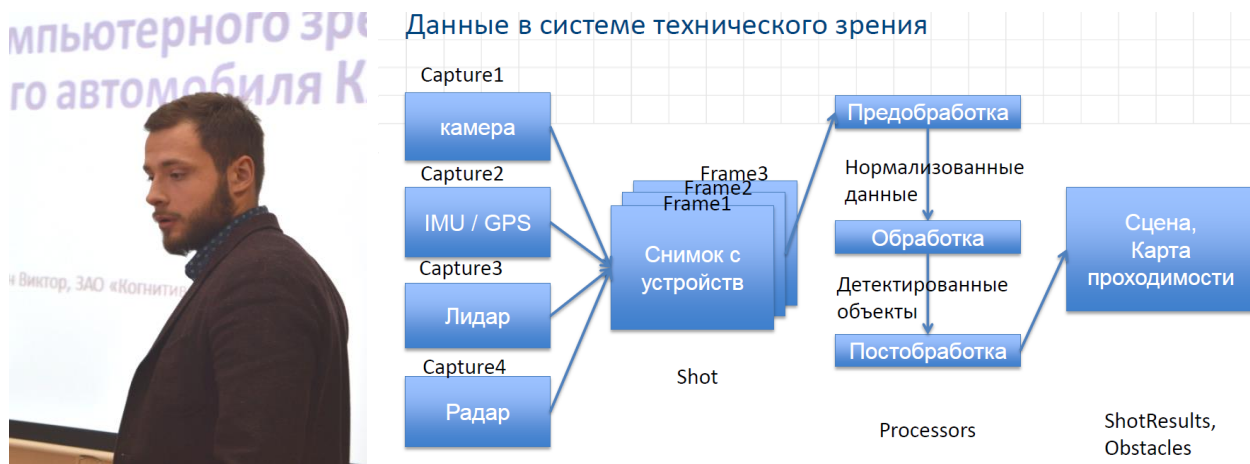 мпьютерного зре
го автомобиля К
н Виктор, ЗАО «Когнитив
Данные в системе технического зрения
Capture1
камера
Capture2
IMU / GPS
Capture3
Лидар
Capture4
Радар
Frame3
Frame2
Frame1
Снимок с
устройств
Shot
Предобработка
Нормализованные
данные
Обработка
Детектированные
объекты
Постобработка
Processors
Сцена,
Карта
проходимости
ShotResults,
Obstacles